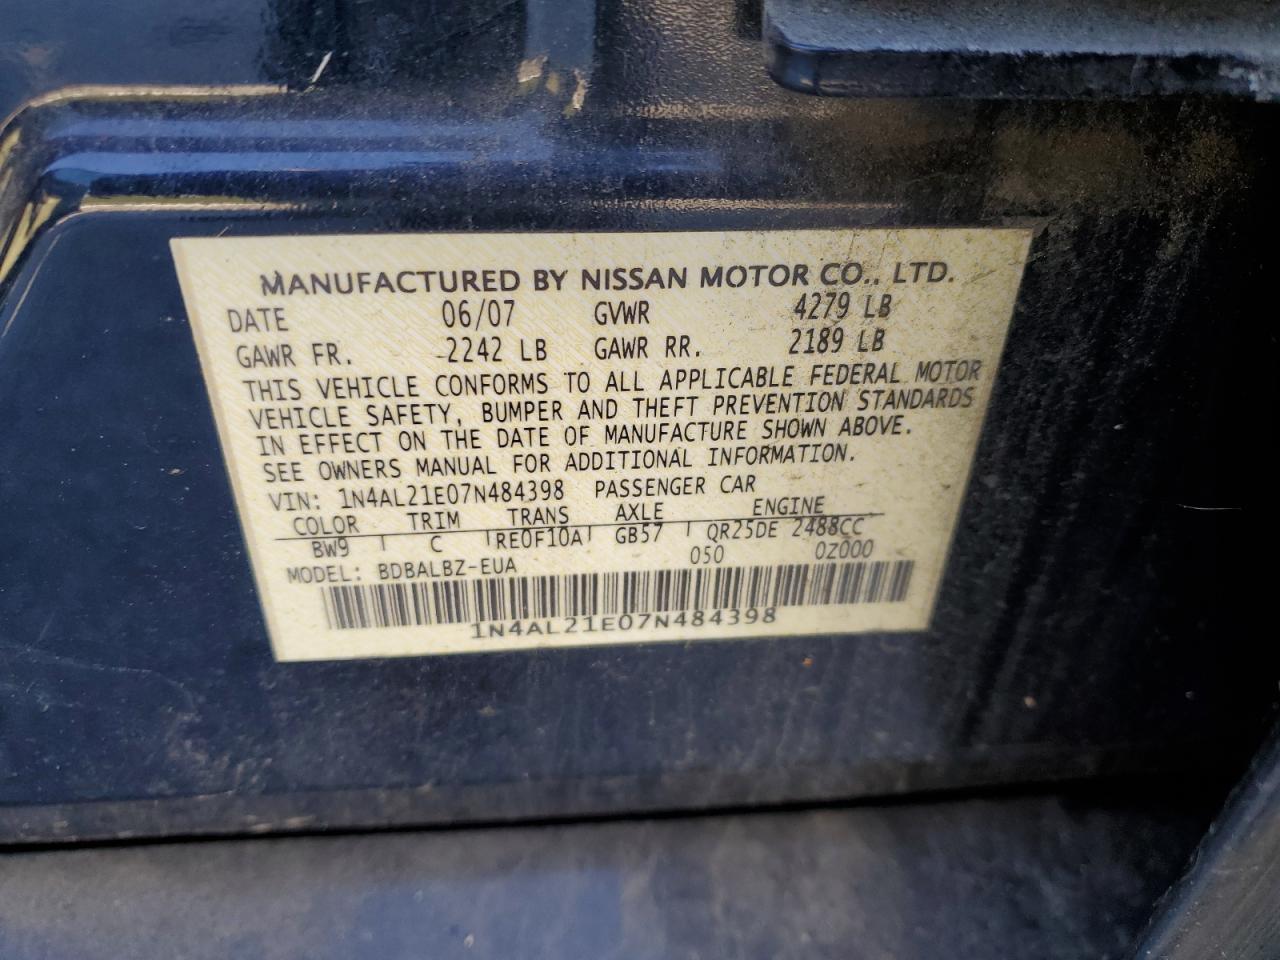 MANUFACTURED BY NISSAN MOTOR CO., LTD.
DATE 06/07 GVWR 4279 LB
GAWR FR. 2242 LB GAWR RR. 2189 LB
THIS VEHICLE CONFORMS TO ALL APPLICABLE FEDERAL MOTOR
VEHICLE SAFETY, BUMPER AND THEFT PREVENTION STANDARDS
IN EFFECT ON THE DATE OF MANUFACTURE SHOWN ABOVE.
SEE OWNERS MANUAL FOR ADDITIONAL INFORMATION.
VIN: 1N4AL21E07N484398 PASSENGER CAR
COLOR TRIM TRANS AXLE ENGINE
BW9 C RE0F10A GB57 QR25DE 2488CC
050 0Z000
MODEL: BDBALBZ-EUA
1N4AL21E07N484398